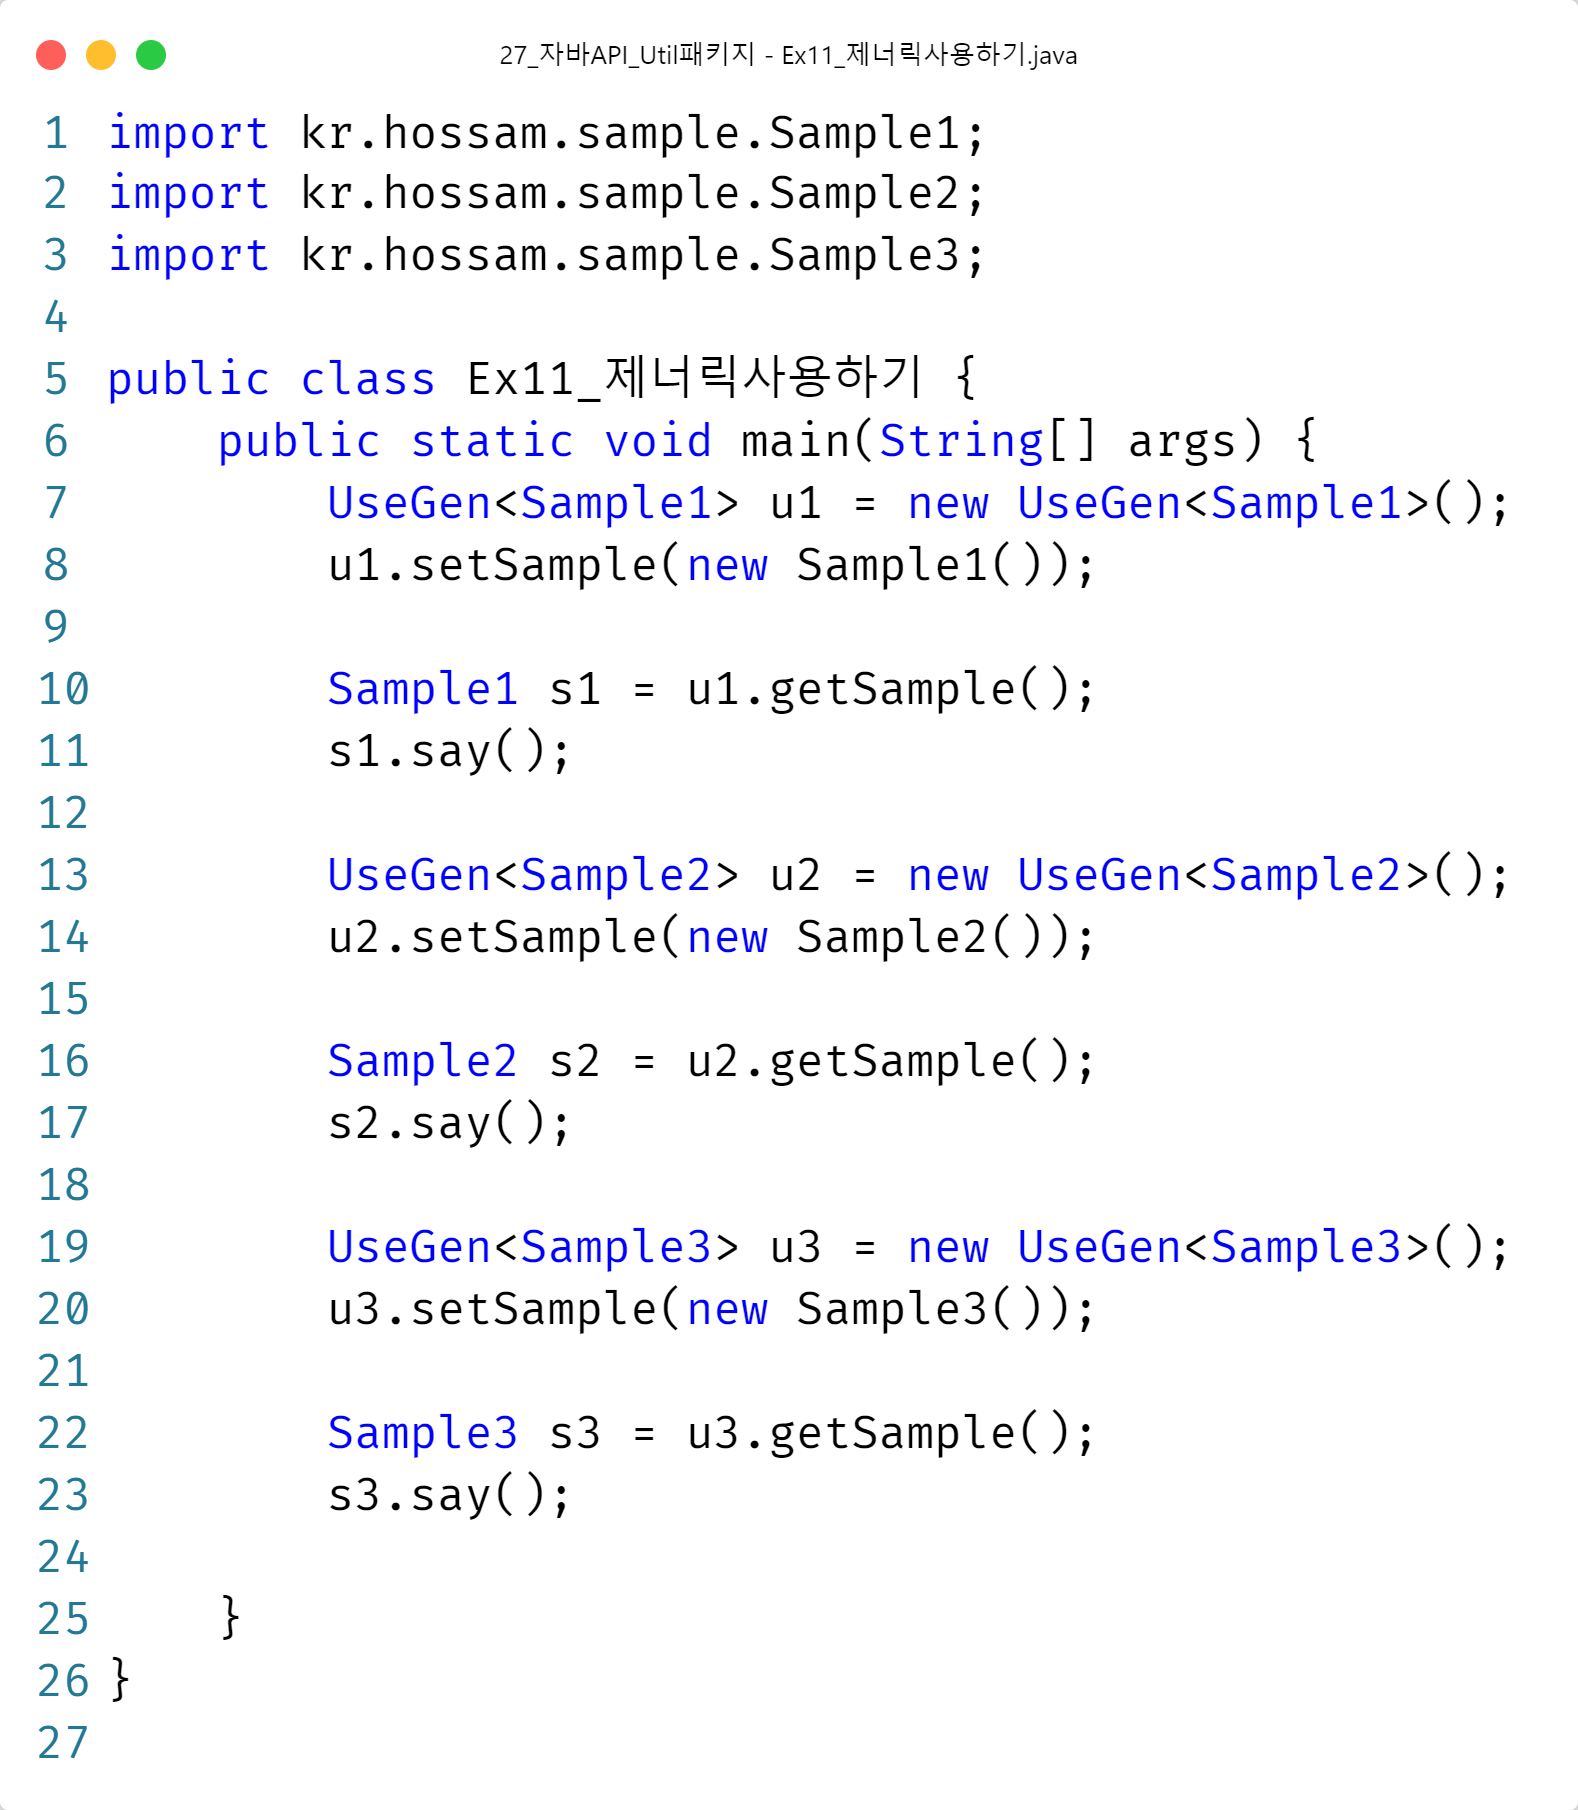 27_자바API_Util패키지 - Ex11_제너릭사용하기.java
1 import kr.hossam.sample.Sample1;
2 import kr.hossam.sample.Sample2;
3 import kr.hossam.sample.Sample3;
4
5 public class Ex11_제너릭사용하기 {
6     public static void main(String[] args) {
7         UseGen<Sample1> u1 = new UseGen<Sample1>();
8         u1.setSample(new Sample1());
9
10         Sample1 s1 = u1.getSample();
11         s1.say();
12
13         UseGen<Sample2> u2 = new UseGen<Sample2>();
14         u2.setSample(new Sample2());
15
16         Sample2 s2 = u2.getSample();
17         s2.say();
18
19         UseGen<Sample3> u3 = new UseGen<Sample3>();
20         u3.setSample(new Sample3());
21
22         Sample3 s3 = u3.getSample();
23         s3.say();
24
25     }
26 }
27